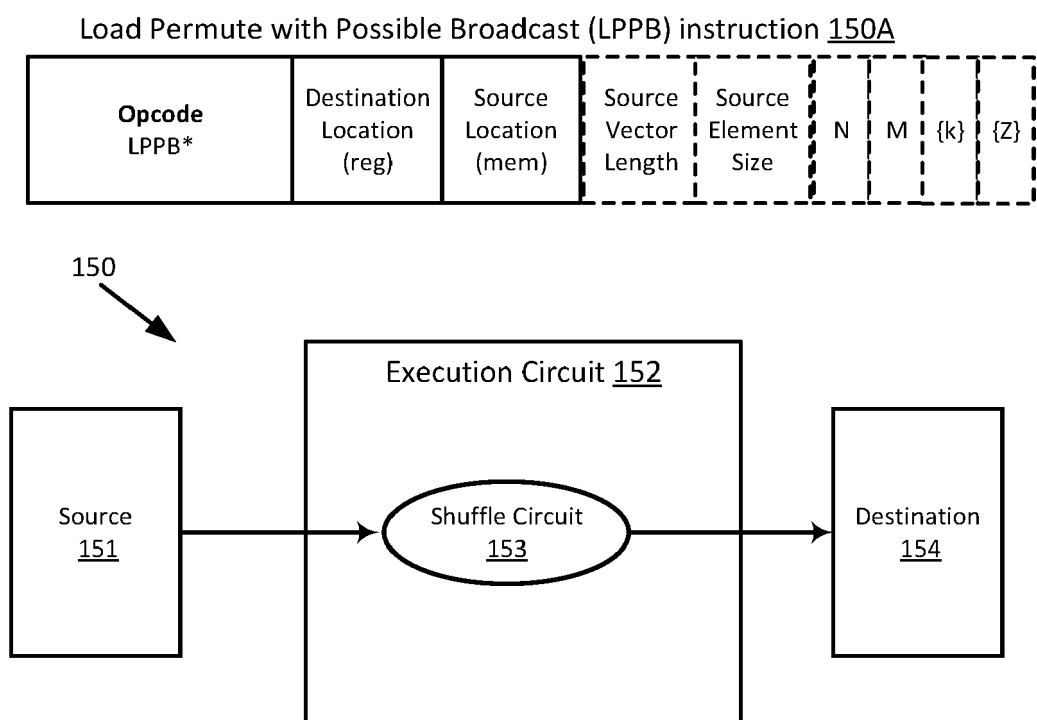 Load Permute with Possible Broadcast (LPPB) instruction 150A
Opcode
LPPB*
Destination
Location
(reg)
Source
Location
(mem)
Source
Vector
Length
Source
Element
Size
N
M
{k}
{Z}
150
Execution Circuit 152
Source
151
Shuffle Circuit
153
Destination
154